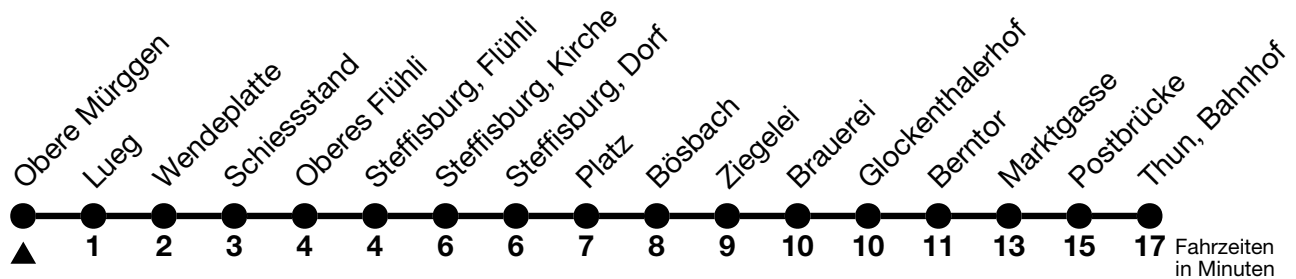 Obere Mürggen
Lueg
Wendeplatte
Schiessstand
Oberes Flühli
Steffisburg, Flühli
Steffisburg, Kirche
Steffisburg, Dorf
Platz
Bösbach
Ziegelei
Brauerei
Glockenthalerhof
Berntor
Marktgasse
Postbrücke
Thun, Bahnhof
1 2 3 4 4 6 6 7 8 9 10 10 11 13 15 17 Fahrzeiten
in Minuten